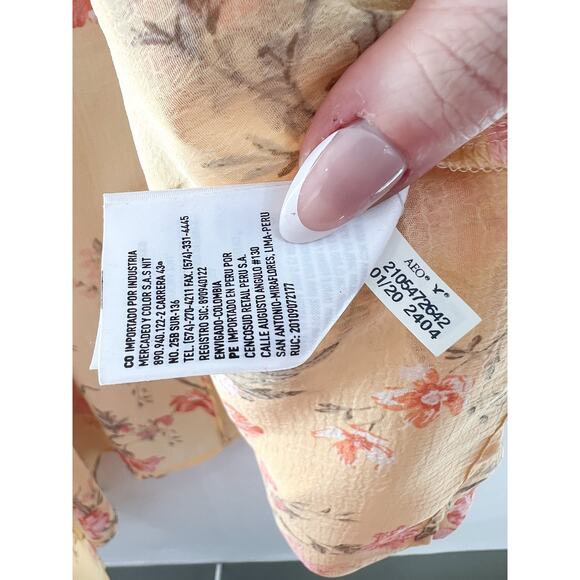 CO IMPORTADO POR INDUSTRIA
MERCADEO Y COLOR S.A.S NIT
890.940.122-2 CARRERA 43ª
NO. 25B SUR-136
TEL. (574)-270-4211 FAX. (574)-331-4445
REGISTRO SIC: 890940122
ENVIGADO-COLOMBIA
PE IMPORTADO EN PERU POR
CENCOSUD RETAIL PERU S.A.
CALLE AUGUSTO ANGULO #130
SAN ANTONIO-MIRAFLORES, LIMA-PERU
RUC: 20109072177
AEO®
2105472642
01/20 2404